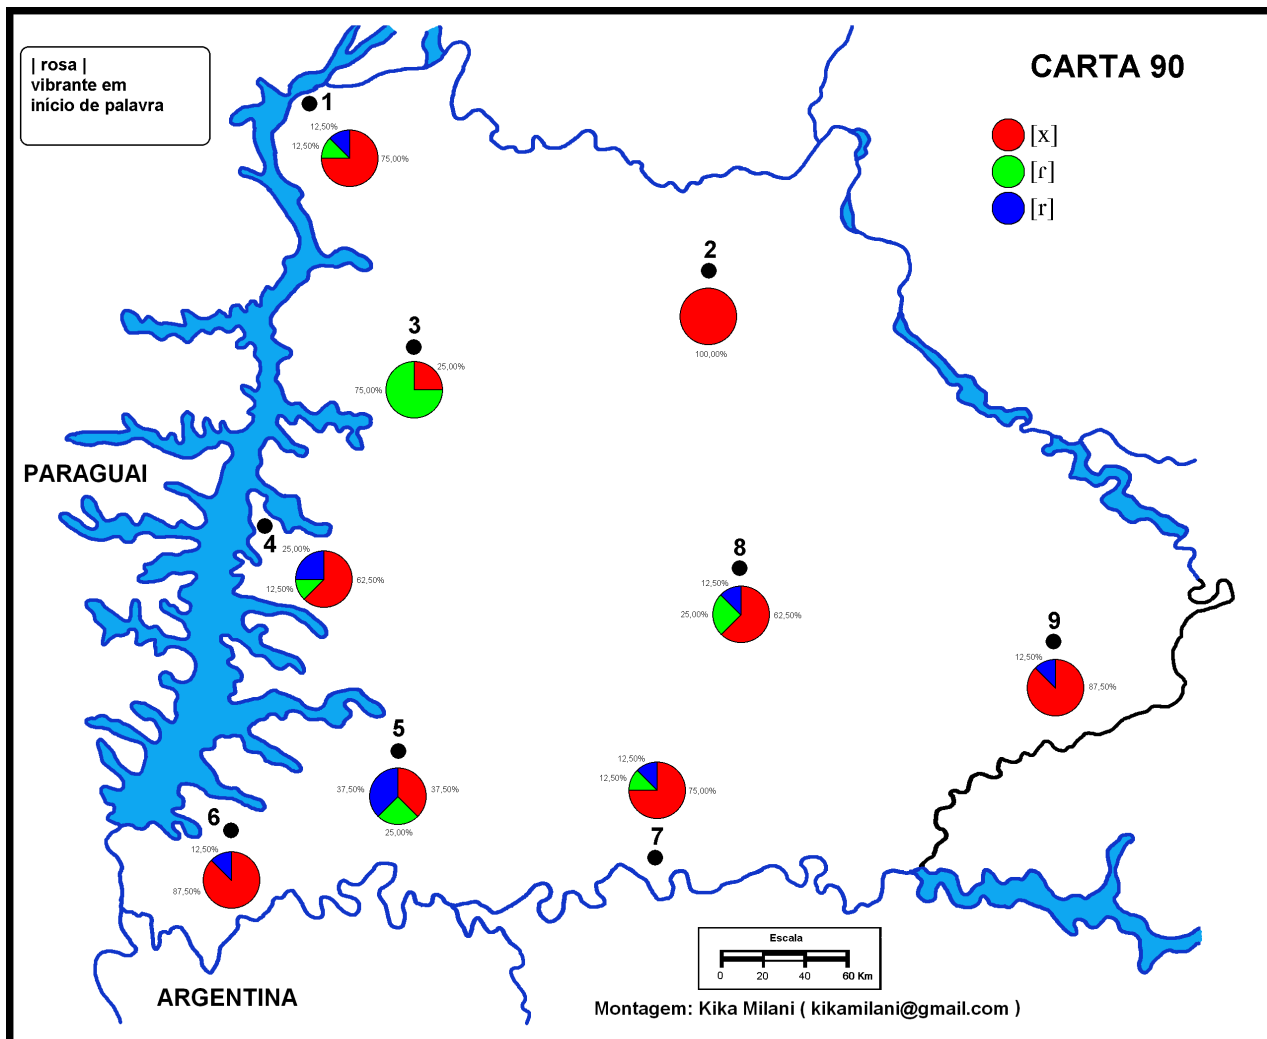 | rosa |
vibrante em
início de palavra
CARTA 90
[x]
[ɾ]
[r]
1
12,50%
12,50%
75,00%
2
100,00%
3
25,00%
75,00%
PARAGUAI
4
25,00%
12,50%
62,50%
8
12,50%
25,00%
62,50%
9
12,50%
87,50%
5
37,50%
37,50%
25,00%
12,50%
12,50%
75,00%
7
6
12,50%
87,50%
Escala
0 20 40 60 Km
ARGENTINA
Montagem: Kika Milani ( kikamilani@gmail.com )